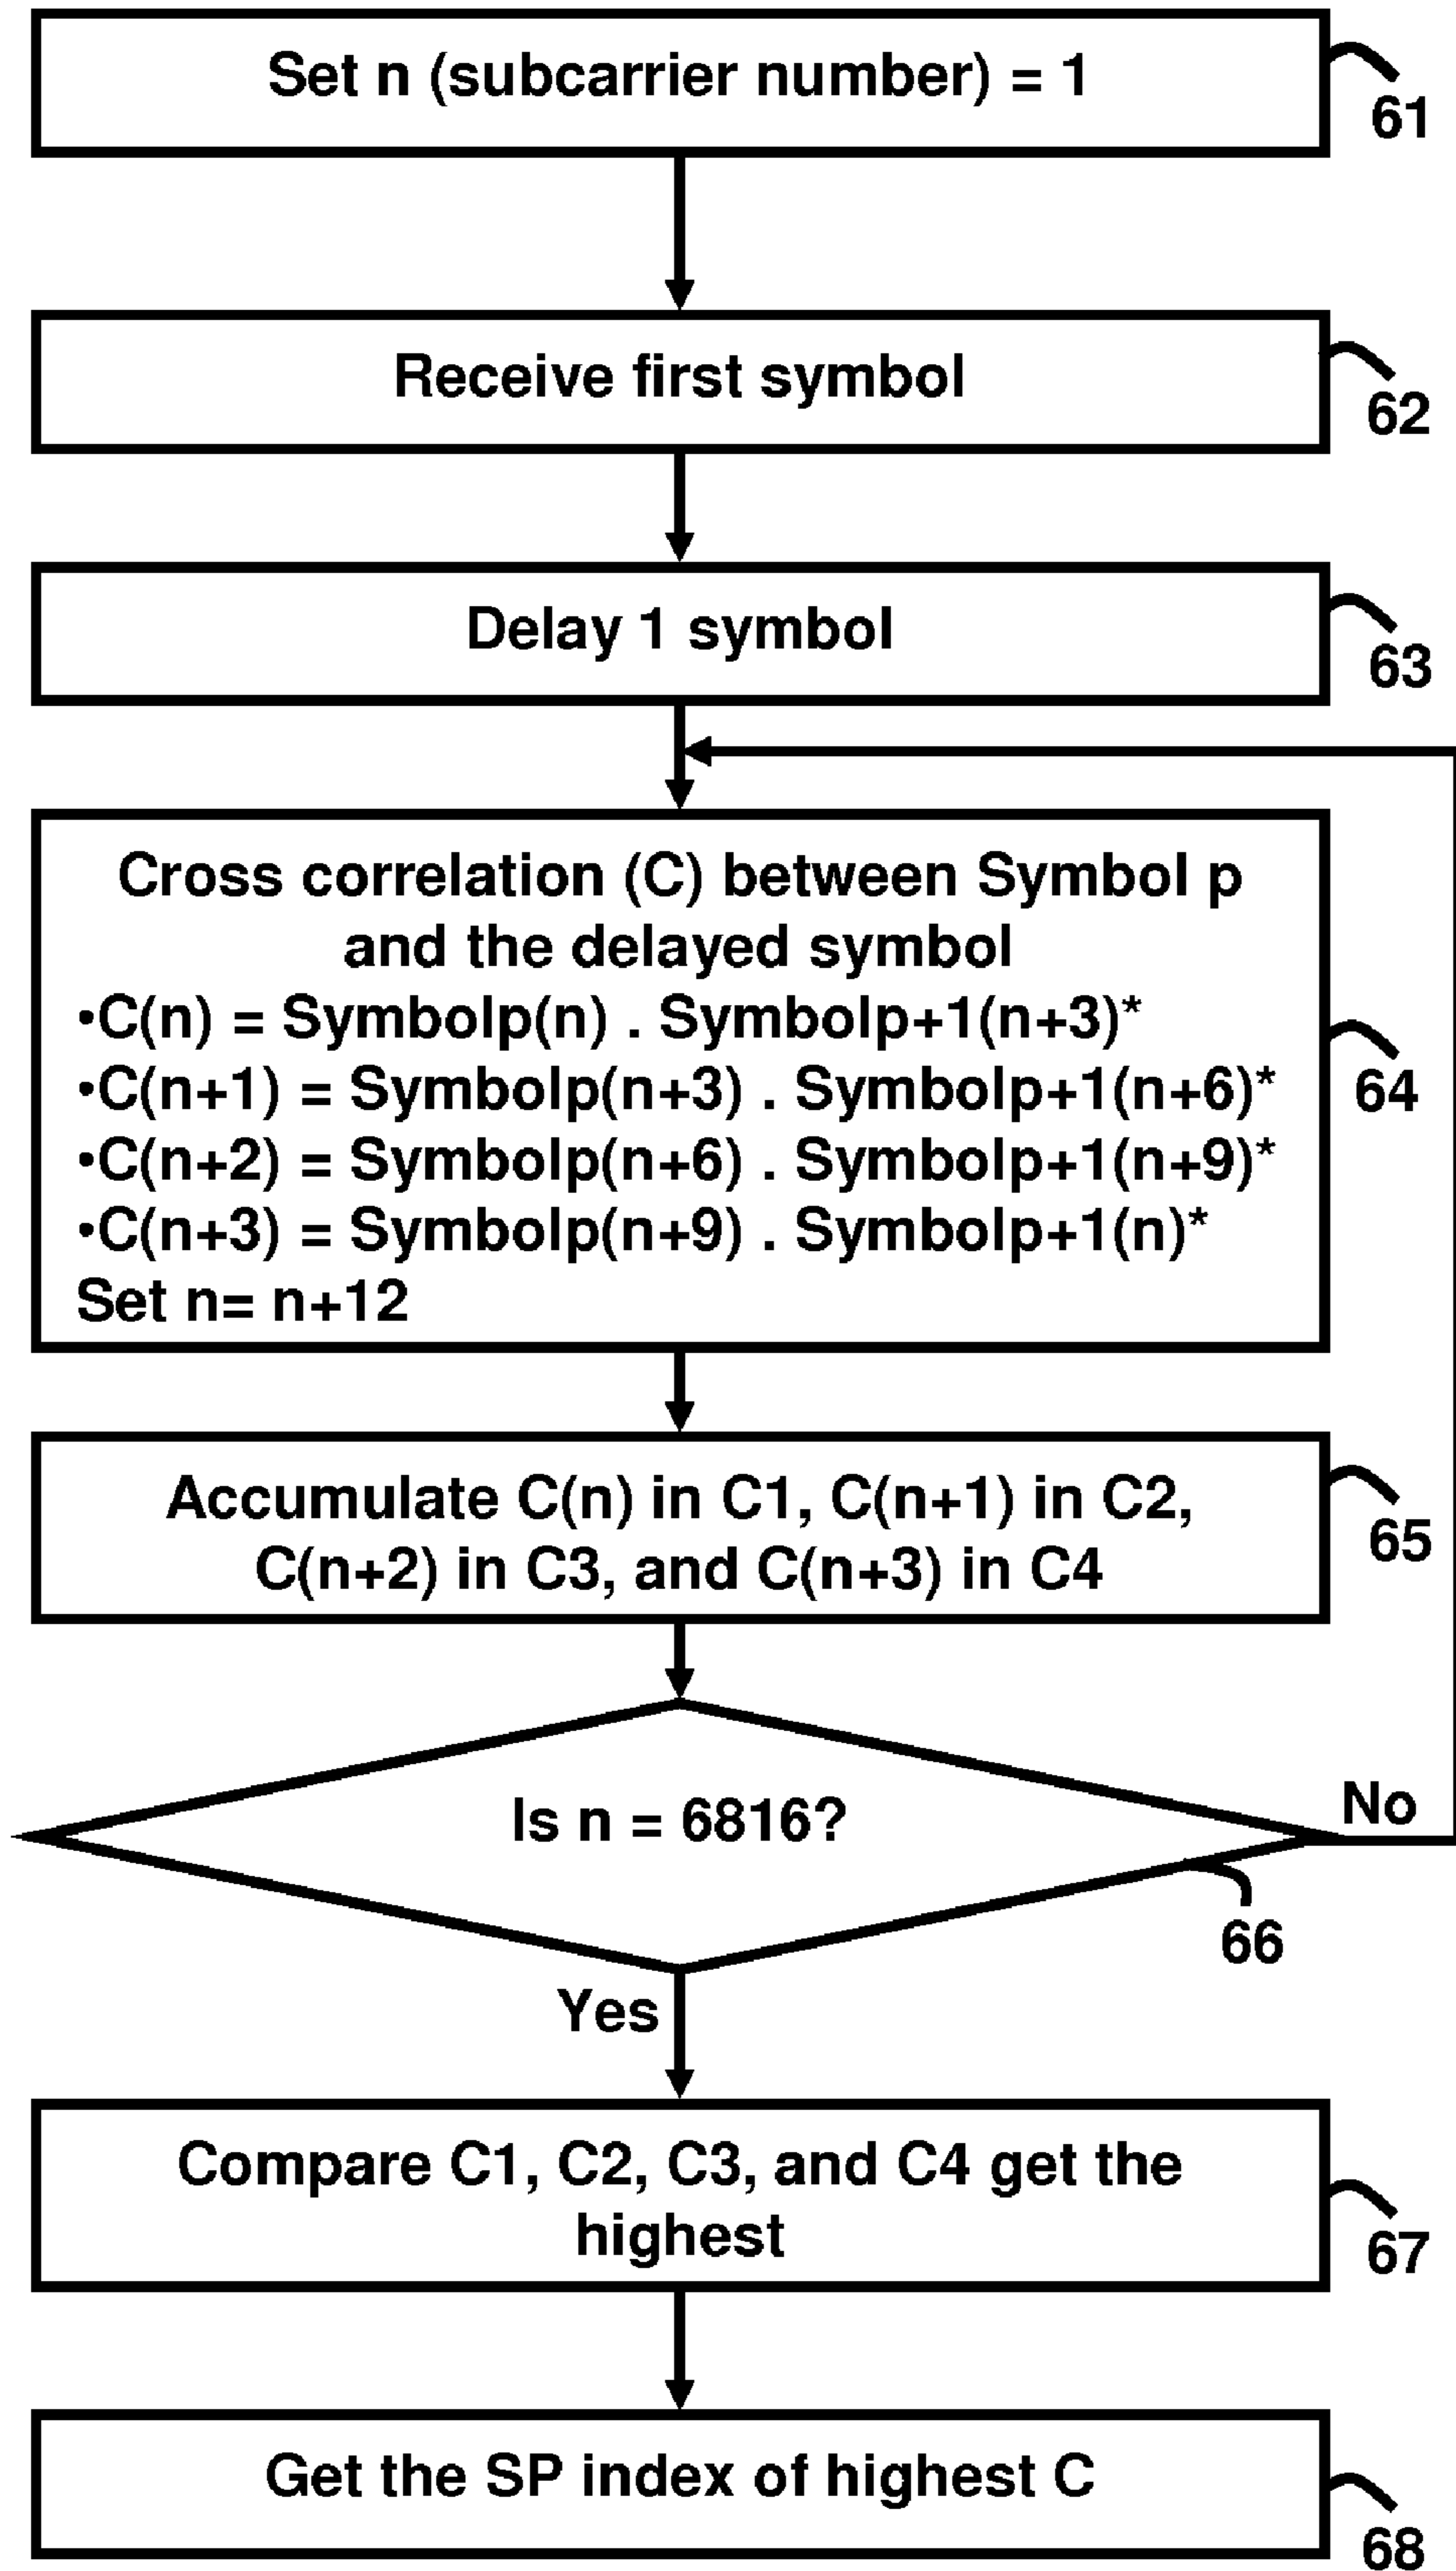 Set n (subcarrier number) = 1
61
Receive first symbol
62
Delay 1 symbol
63
Cross correlation (C) between Symbol p
and the delayed symbol
•C(n) = Symbolp(n) . Symbolp+1(n+3)*
•C(n+1) = Symbolp(n+3) . Symbolp+1(n+6)*
•C(n+2) = Symbolp(n+6) . Symbolp+1(n+9)*
•C(n+3) = Symbolp(n+9) . Symbolp+1(n)*
Set n= n+12
64
Accumulate C(n) in C1, C(n+1) in C2,
C(n+2) in C3, and C(n+3) in C4
65
Is n = 6816?
No
66
Yes
Compare C1, C2, C3, and C4 get the
highest
67
Get the SP index of highest C
68